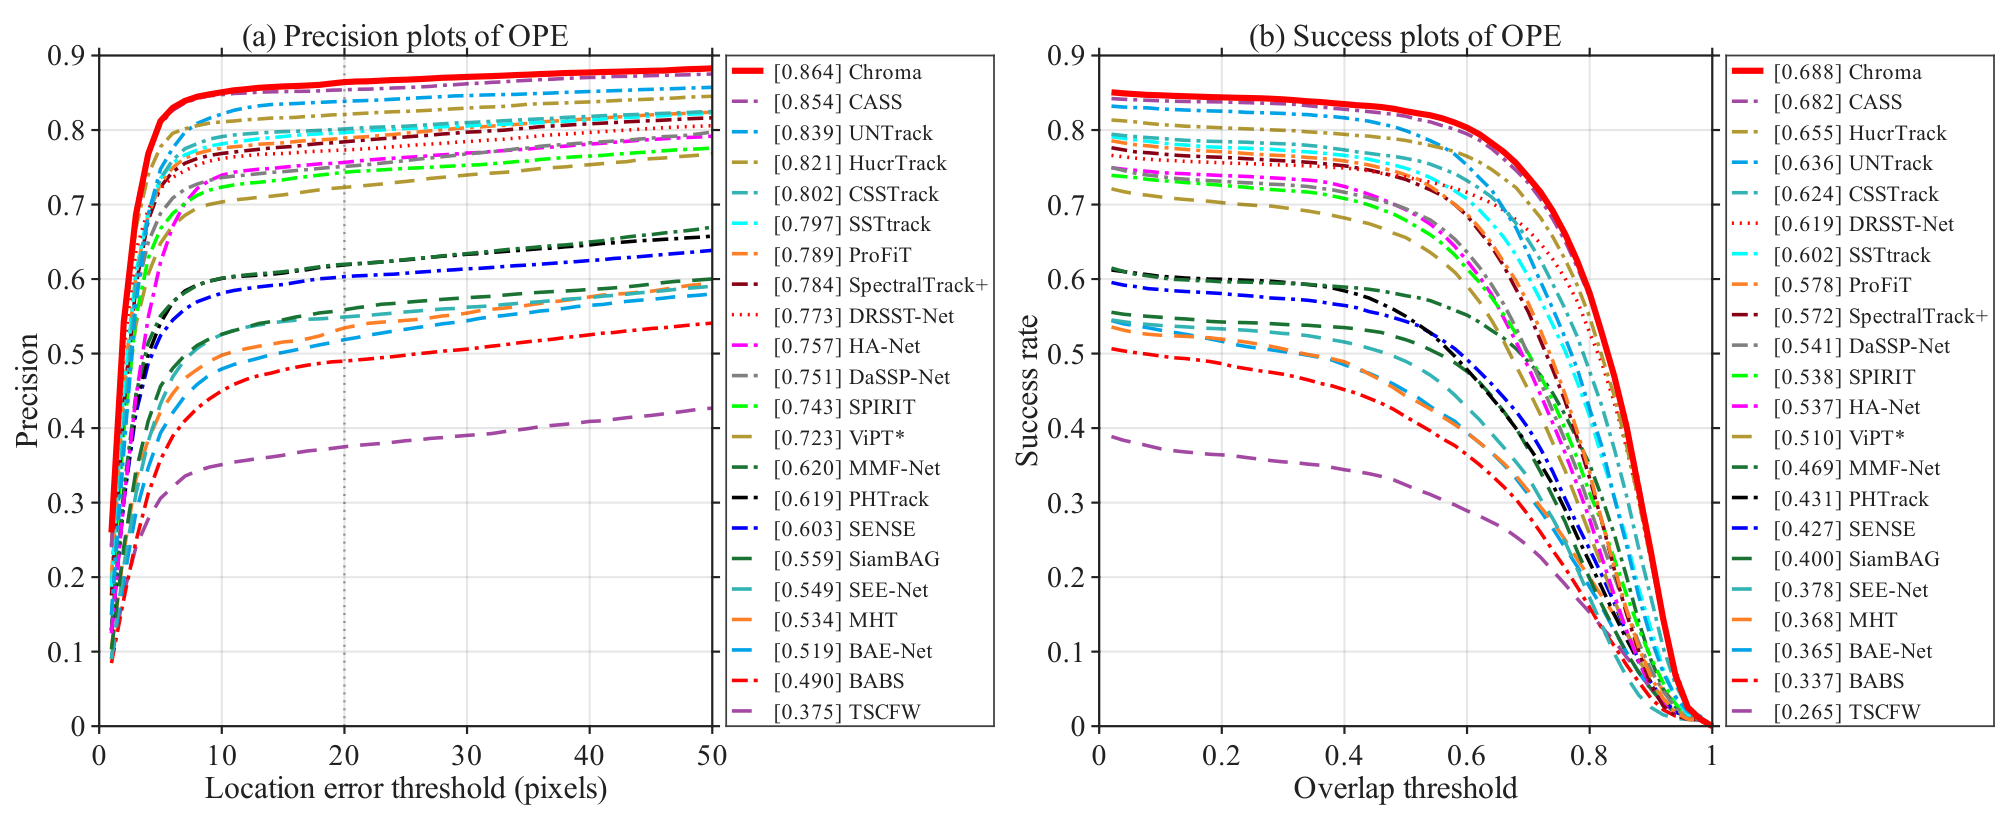 (a) Precision plots of OPE
Precision
0.9
0.8
0.7
0.6
0.5
0.4
0.3
0.2
0.1
0
0 10 20 30 40 50
Location error threshold (pixels)
[0.864] Chroma
[0.854] CASS
[0.839] UNTrack
[0.821] HucrTrack
[0.802] CSSTrack
[0.797] SSTtrack
[0.789] ProFiT
[0.784] SpectralTrack+
[0.773] DRSST-Net
[0.757] HA-Net
[0.751] DaSSP-Net
[0.743] SPIRIT
[0.723] ViPT*
[0.620] MMF-Net
[0.619] PHTrack
[0.603] SENSE
[0.559] SiamBAG
[0.549] SEE-Net
[0.534] MHT
[0.519] BAE-Net
[0.490] BABS
[0.375] TSCFW
(b) Success plots of OPE
Success rate
0.9
0.8
0.7
0.6
0.5
0.4
0.3
0.2
0.1
0
0 0.2 0.4 0.6 0.8 1
Overlap threshold
[0.688] Chroma
[0.682] CASS
[0.655] HucrTrack
[0.636] UNTrack
[0.624] CSSTrack
[0.619] DRSST-Net
[0.602] SSTtrack
[0.578] ProFiT
[0.572] SpectralTrack+
[0.541] DaSSP-Net
[0.538] SPIRIT
[0.537] HA-Net
[0.510] ViPT*
[0.469] MMF-Net
[0.431] PHTrack
[0.427] SENSE
[0.400] SiamBAG
[0.378] SEE-Net
[0.368] MHT
[0.365] BAE-Net
[0.337] BABS
[0.265] TSCFW